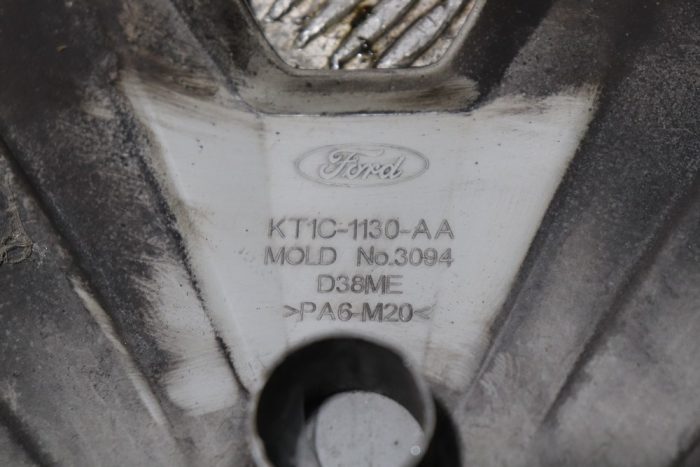 Ford
KT1C-1130-AA
MOLD No.3094
D38ME
>PA6-M20<